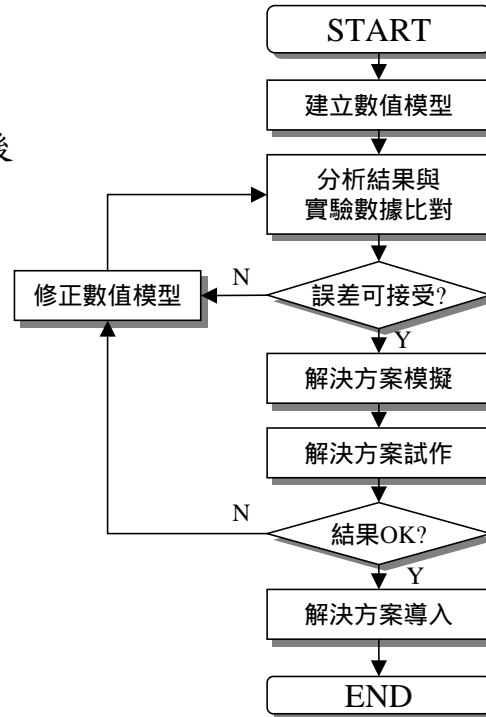 START
建立數值模型
後
分析結果與
實驗數據比對
N
修正數值模型
誤差可接受?
Y
解決方案模擬
解決方案試作
N
結果OK?
Y
解決方案導入
END